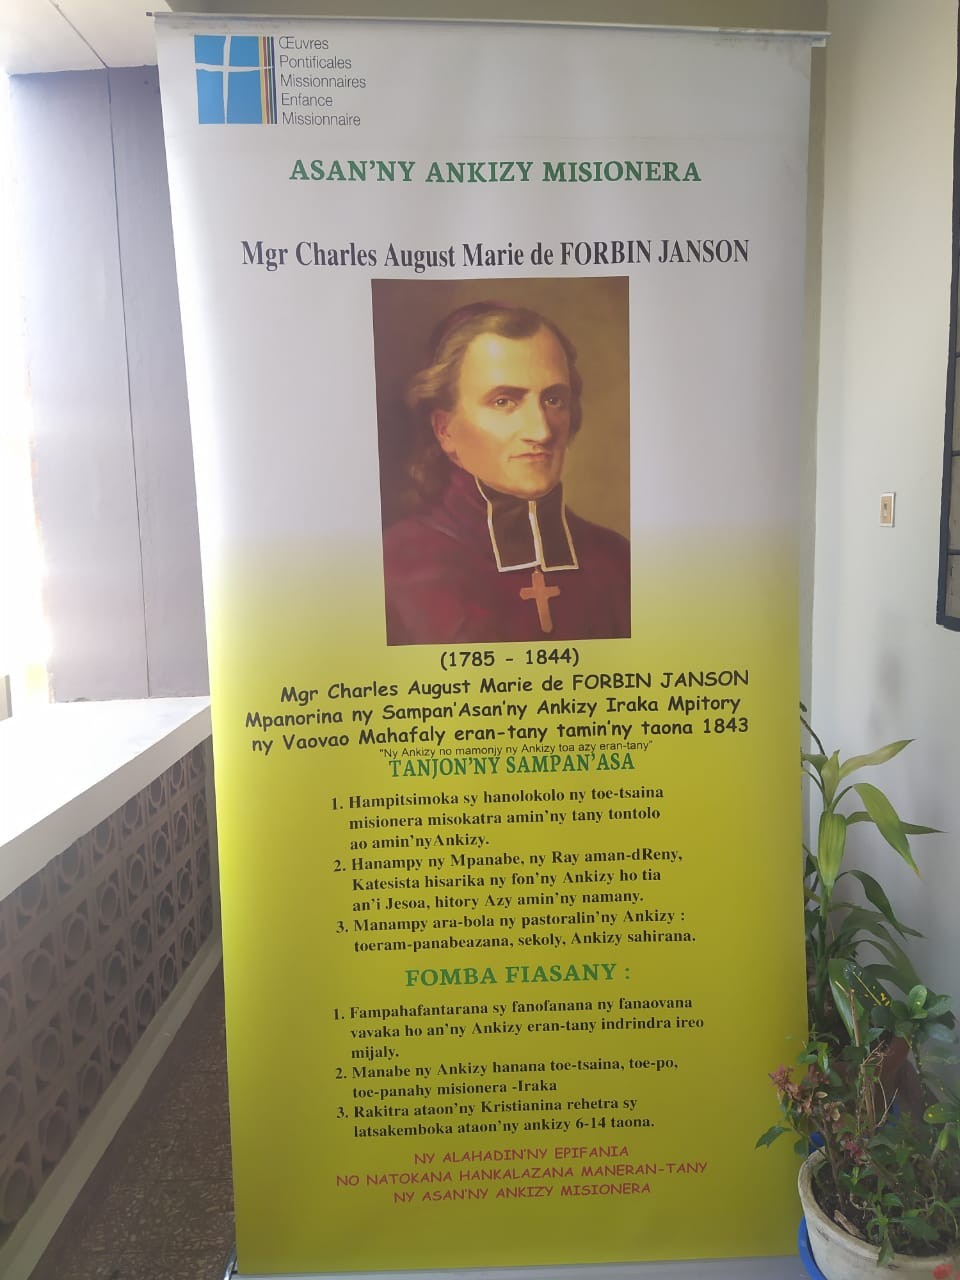 Œuvres
Pontificales
Missionnaires
Enfance
Missionnaire
ASAN'NY ANKIZY MISIONERA
Mgr Charles August Marie de FORBIN JANSON
(1785 - 1844)
Mgr Charles August Marie de FORBIN JANSON
Mpanorina ny Sampan'Asan'ny Ankizy Iraka Mpitory
ny Vaovao Mahafaly eran-tany tamin'ny taona 1843
"Ny Ankizy no mamonjy ny Ankizy toa azy eran-tany"
TANJON'NY SAMPAN'ASA
1. Hampitsimoka sy hanolokolo ny toe-tsaina
misionera misokatra amin'ny tany tontolo
ao amin'nyAnkizy.
2. Hanampy ny Mpanabe, ny Ray aman-dReny,
Katesista hisarika ny fon'ny Ankizy ho tia
an'i Jesoa, hitory Azy amin'ny namany.
3. Manampy ara-bola ny pastoralin'ny Ankizy :
toeram-panabeazana, sekoly, Ankizy sahirana.
FOMBA FIASANY :
1. Fampahafantarana sy fanofanana ny fanaovana
vavaka ho an'ny Ankizy eran-tany indrindra ireo
mijaly.
2. Manabe ny Ankizy hanana toe-tsaina, toe-po,
toe-panahy misionera -Iraka
3. Rakitra ataon'ny Kristianina rehetra sy
latsakemboka ataon'ny ankizy 6-14 taona.
NY ALAHADIN'NY EPIFANIA
NO NATOKANA HANKALAZANA MANERAN-TANY
NY ASAN'NY ANKIZY MISIONERA